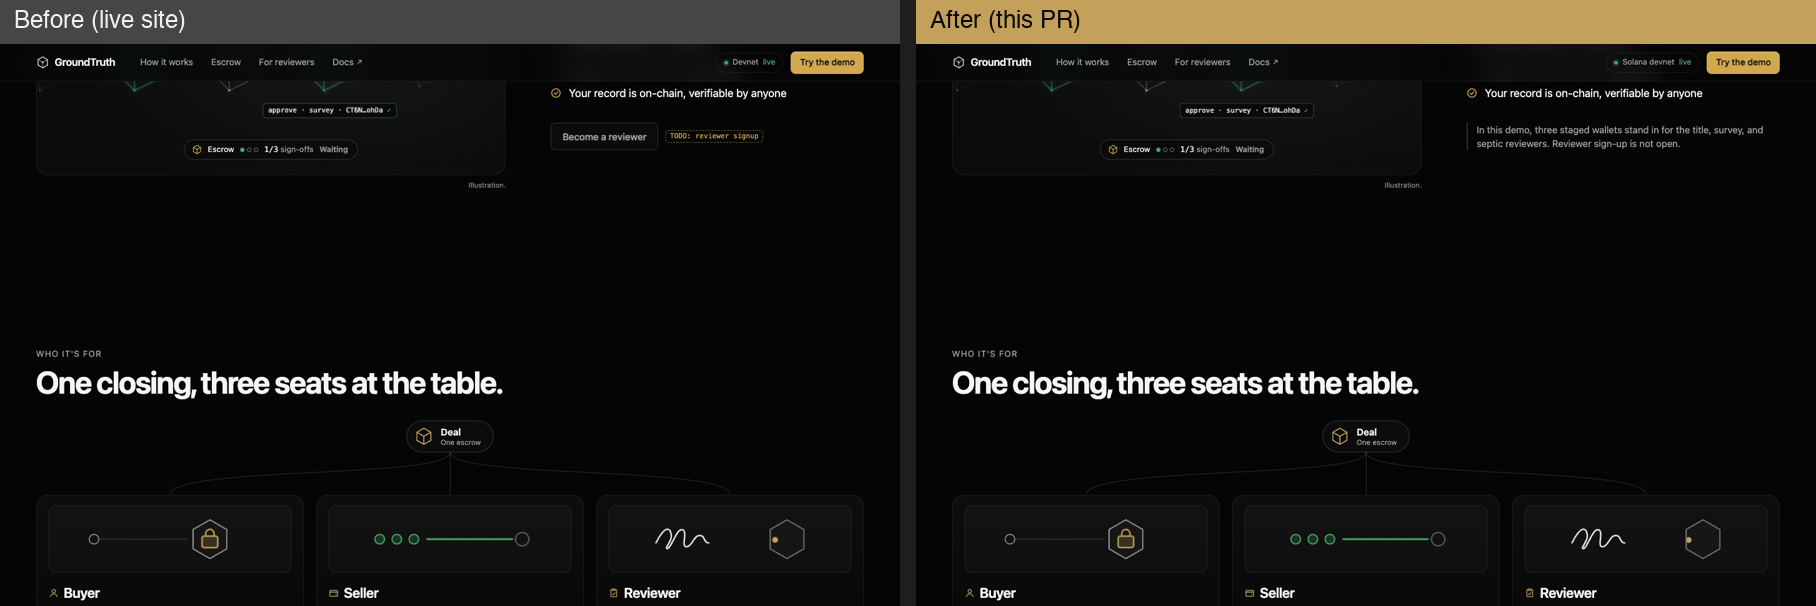 Before (live site)
GroundTruth How it works Escrow For reviewers Docs ↗ Devnet live Try the demo
approve · survey · CT6N…ohDa ✓
Escrow 1/3 sign-offs Waiting
Illustration.
Your record is on-chain, verifiable by anyone
Become a reviewer TODO: reviewer signup
WHO IT'S FOR
One closing, three seats at the table.
Deal
One escrow
Buyer
Seller
Reviewer
After (this PR)
GroundTruth How it works Escrow For reviewers Docs ↗ Solana devnet live Try the demo
approve · survey · CT6N…ohDa ✓
Escrow 1/3 sign-offs Waiting
Illustration.
Your record is on-chain, verifiable by anyone
In this demo, three staged wallets stand in for the title, survey, and
septic reviewers. Reviewer sign-up is not open.
WHO IT'S FOR
One closing, three seats at the table.
Deal
One escrow
Buyer
Seller
Reviewer